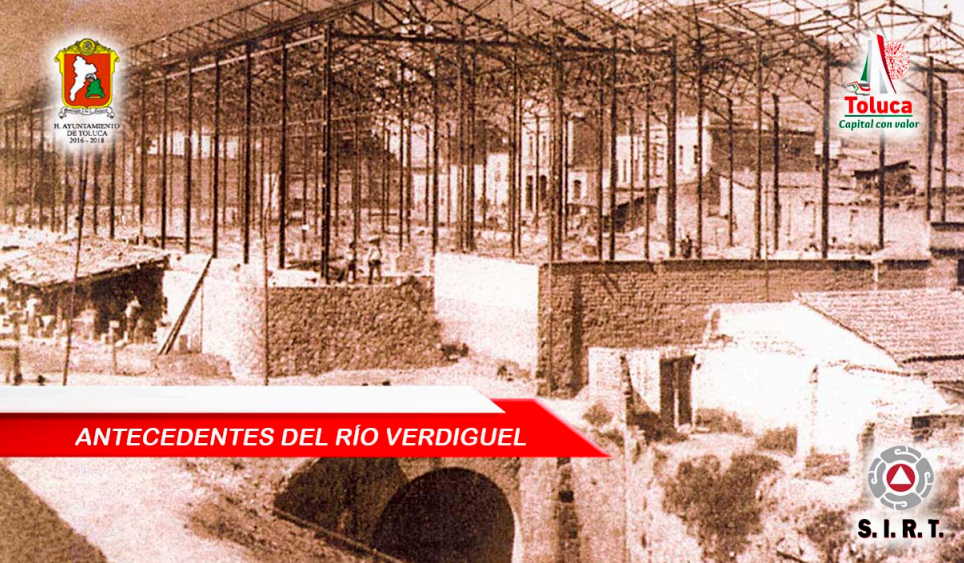 H. AYUNTAMIENTO
DE TOLUCA
2016 - 2018
Toluca
Capital con valor
ANTECEDENTES DEL RÍO VERDIGUEL
S. I. R. T.